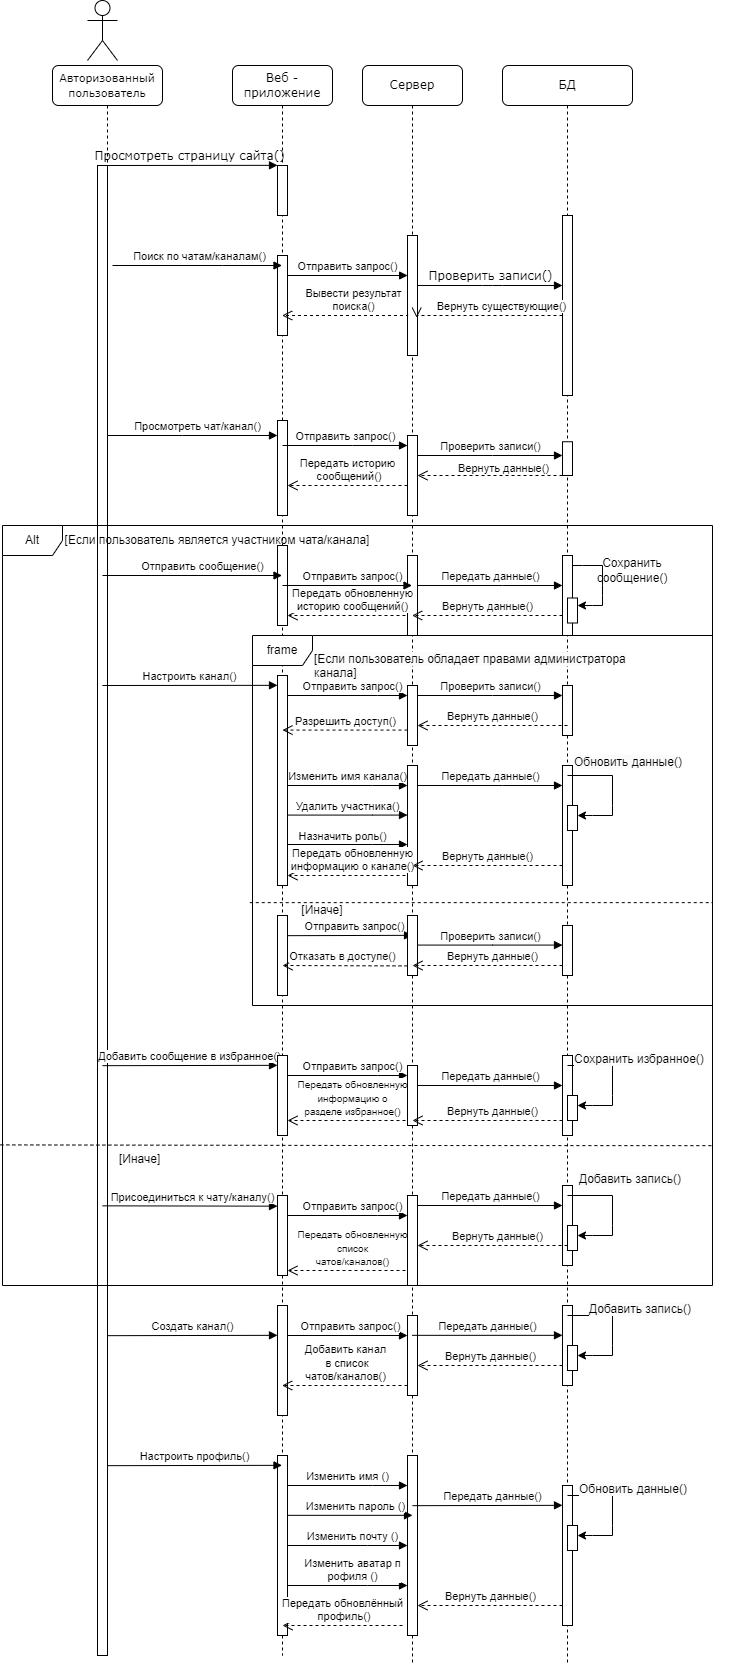 Авторизованный
пользователь
Веб -
приложение
Сервер
БД
Просмотреть страницу сайта()
Поиск по чатам/каналам()
Отправить запрос()
Проверить записи()
Вывести результат
поиска()
Вернуть существующие()
Просмотреть чат/канал()
Отправить запрос()
Проверить записи()
Передать историю
сообщений()
Вернуть данные()
Alt
[Если пользователь является участником чата/канала]
Отправить сообщение()
Отправить запрос()
Передать данные()
Сохранить
сообщение()
Передать обновленную
историю сообщений()
Вернуть данные()
frame
[Если пользователь обладает правами администратора
канала]
Настроить канал()
Отправить запрос()
Проверить записи()
Разрешить доступ()
Вернуть данные()
Обновить данные()
Изменить имя канала()
Передать данные()
Удалить участника()
Назначить роль()
Передать обновленную
информацию о канале()
Вернуть данные()
[Иначе]
Отправить запрос()
Проверить записи()
Отказать в доступе()
Вернуть данные()
Добавить сообщение в избранное()
Отправить запрос()
Передать данные()
Сохранить избранное()
Передать обновленную
информацию о
разделе избранное()
Вернуть данные()
[Иначе]
Присоединиться к чату/каналу()
Отправить запрос()
Передать данные()
Добавить запись()
Передать обновленную
список
чатов/каналов()
Вернуть данные()
Создать канал()
Отправить запрос()
Передать данные()
Добавить запись()
Добавить канал
в список
чатов/каналов()
Вернуть данные()
Настроить профиль()
Изменить имя ()
Передать данные()
Обновить данные()
Изменить пароль ()
Изменить почту ()
Изменить аватар п
рофиля ()
Передать обновлённый
профиль()
Вернуть данные()